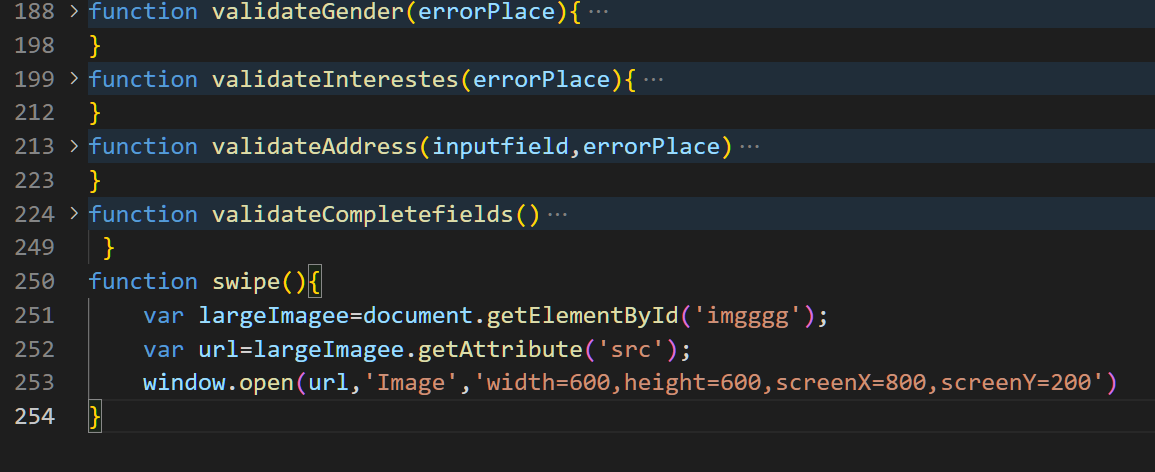 188 > function validateGender(errorPlace){ ···
198 }
199 > function validateInterestes(errorPlace){ ···
212 }
213 > function validateAddress(inputfield,errorPlace) ···
223 }
224 > function validateCompletefields() ···
249 }
250 function swipe(){
251 var largeImagee=document.getElementById('imgggg');
252 var url=largeImagee.getAttribute('src');
253 window.open(url,'Image','width=600,height=600,screenX=800,screenY=200')
254 }